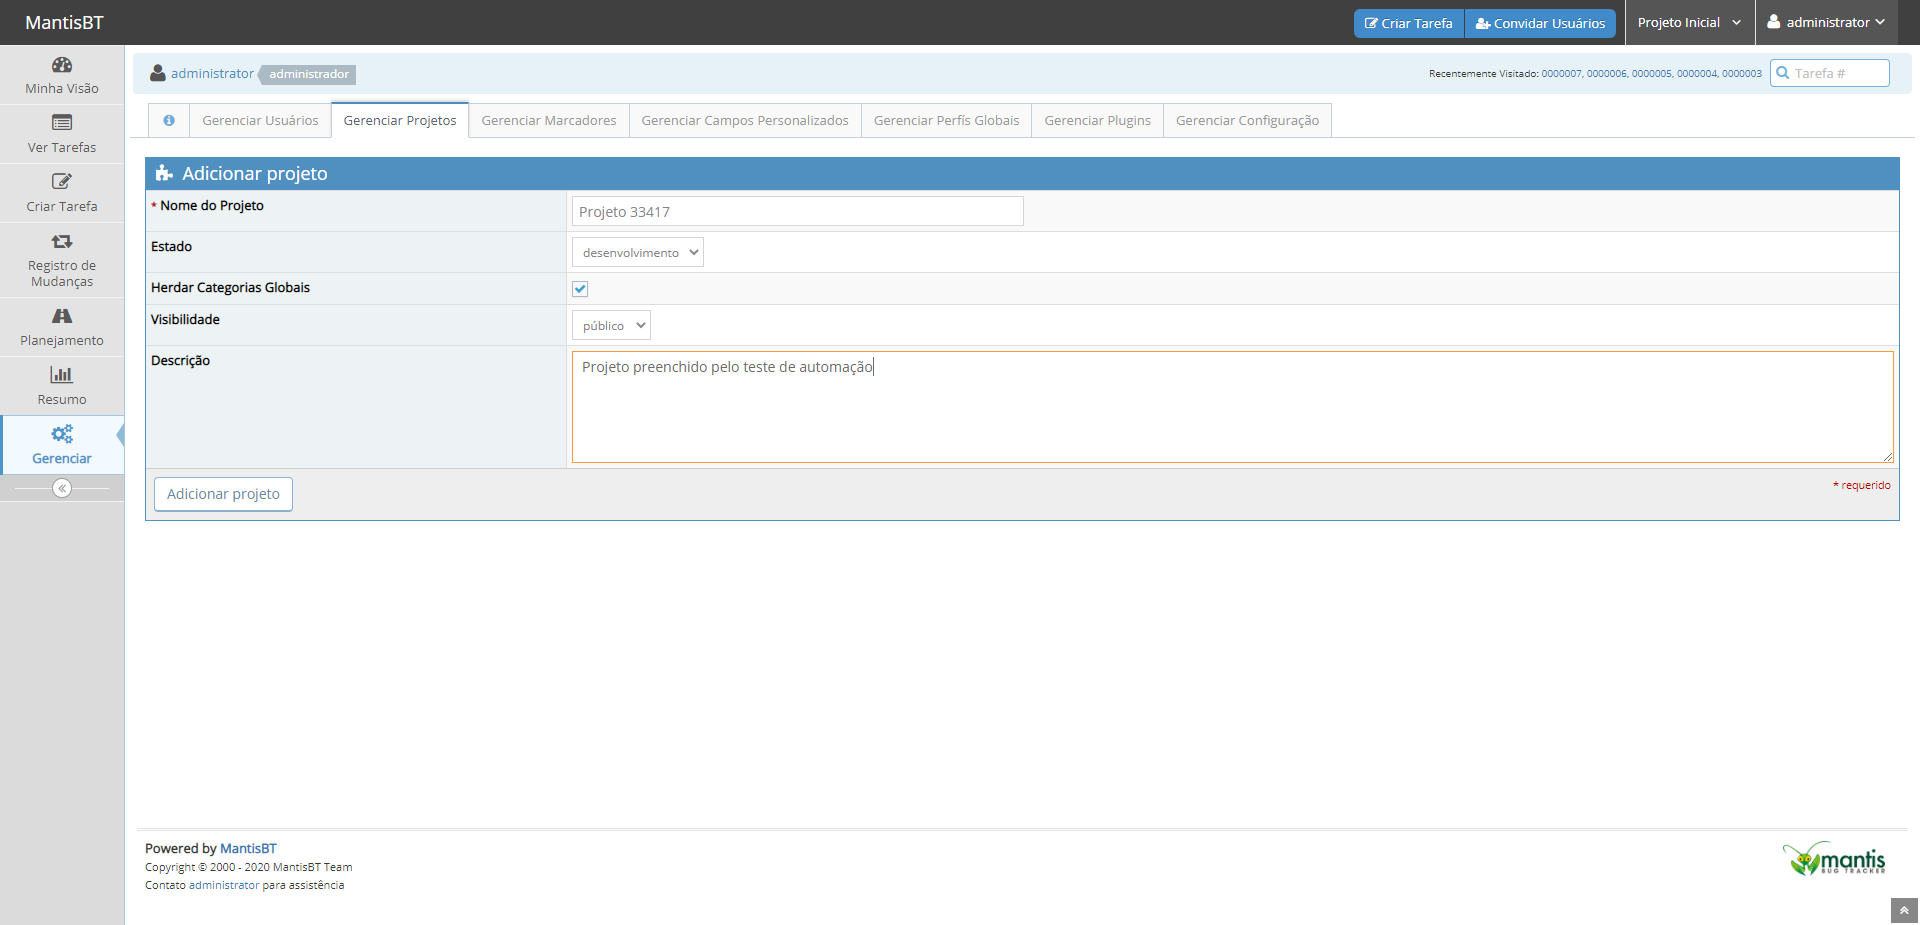 MantisBT
Criar Tarefa
Convidar Usuários
Projeto Inicial
administrator
Minha Visão
Ver Tarefas
Criar Tarefa
Registro de
Mudanças
Planejamento
Resumo
Gerenciar
administrator administrador
Recentemente Visitado: 0000007, 0000006, 0000005, 0000004, 0000003
Tarefa #
Gerenciar Usuários
Gerenciar Projetos
Gerenciar Marcadores
Gerenciar Campos Personalizados
Gerenciar Perfís Globais
Gerenciar Plugins
Gerenciar Configuração
Adicionar projeto
* Nome do Projeto
Projeto 33417
Estado
desenvolvimento
Herdar Categorias Globais
Visibilidade
público
Descrição
Projeto preenchido pelo teste de automação
Adicionar projeto
* requerido
Powered by MantisBT
Copyright © 2000 - 2020 MantisBT Team
Contato administrator para assistência
mantis
BUG TRACKER